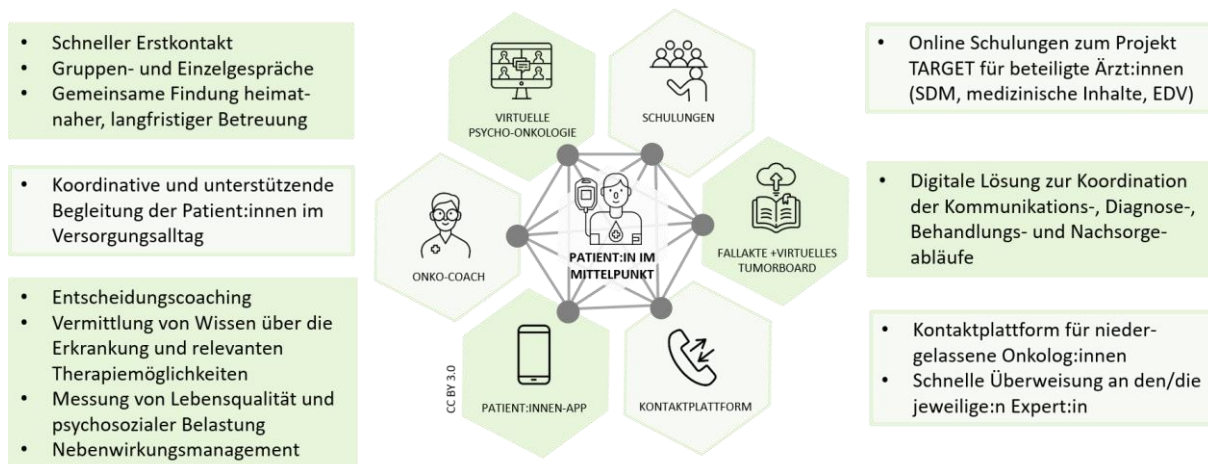 • Schneller Erstkontakt
• Gruppen- und Einzelgespräche
• Gemeinsame Findung heimat-
naher, langfristiger Betreuung
• Koordinative und unterstützende
Begleitung der Patient:innen im
Versorgungsalltag
• Entscheidungscoaching
• Vermittlung von Wissen über die
Erkrankung und relevanten
Therapiemöglichkeiten
• Messung von Lebensqualität und
psychosozialer Belastung
• Nebenwirkungsmanagement
VIRTUELLE
PSYCHO-ONKOLOGIE
SCHULUNGEN
ONKO-COACH
PATIENT:IN IM
MITTELPUNKT
FALLAKTE +VIRTUELLES
TUMORBOARD
PATIENT:INNEN-APP
KONTAKTPLATTFORM
CC BY 3.0
• Online Schulungen zum Projekt
TARGET für beteiligte Ärzt:innen
(SDM, medizinische Inhalte, EDV)
• Digitale Lösung zur Koordination
der Kommunikations-, Diagnose-,
Behandlungs- und Nachsorge-
abläufe
• Kontaktplattform für nieder-
gelassene Onkolog:innen
• Schnelle Überweisung an den/die
jeweilige:n Expert:in